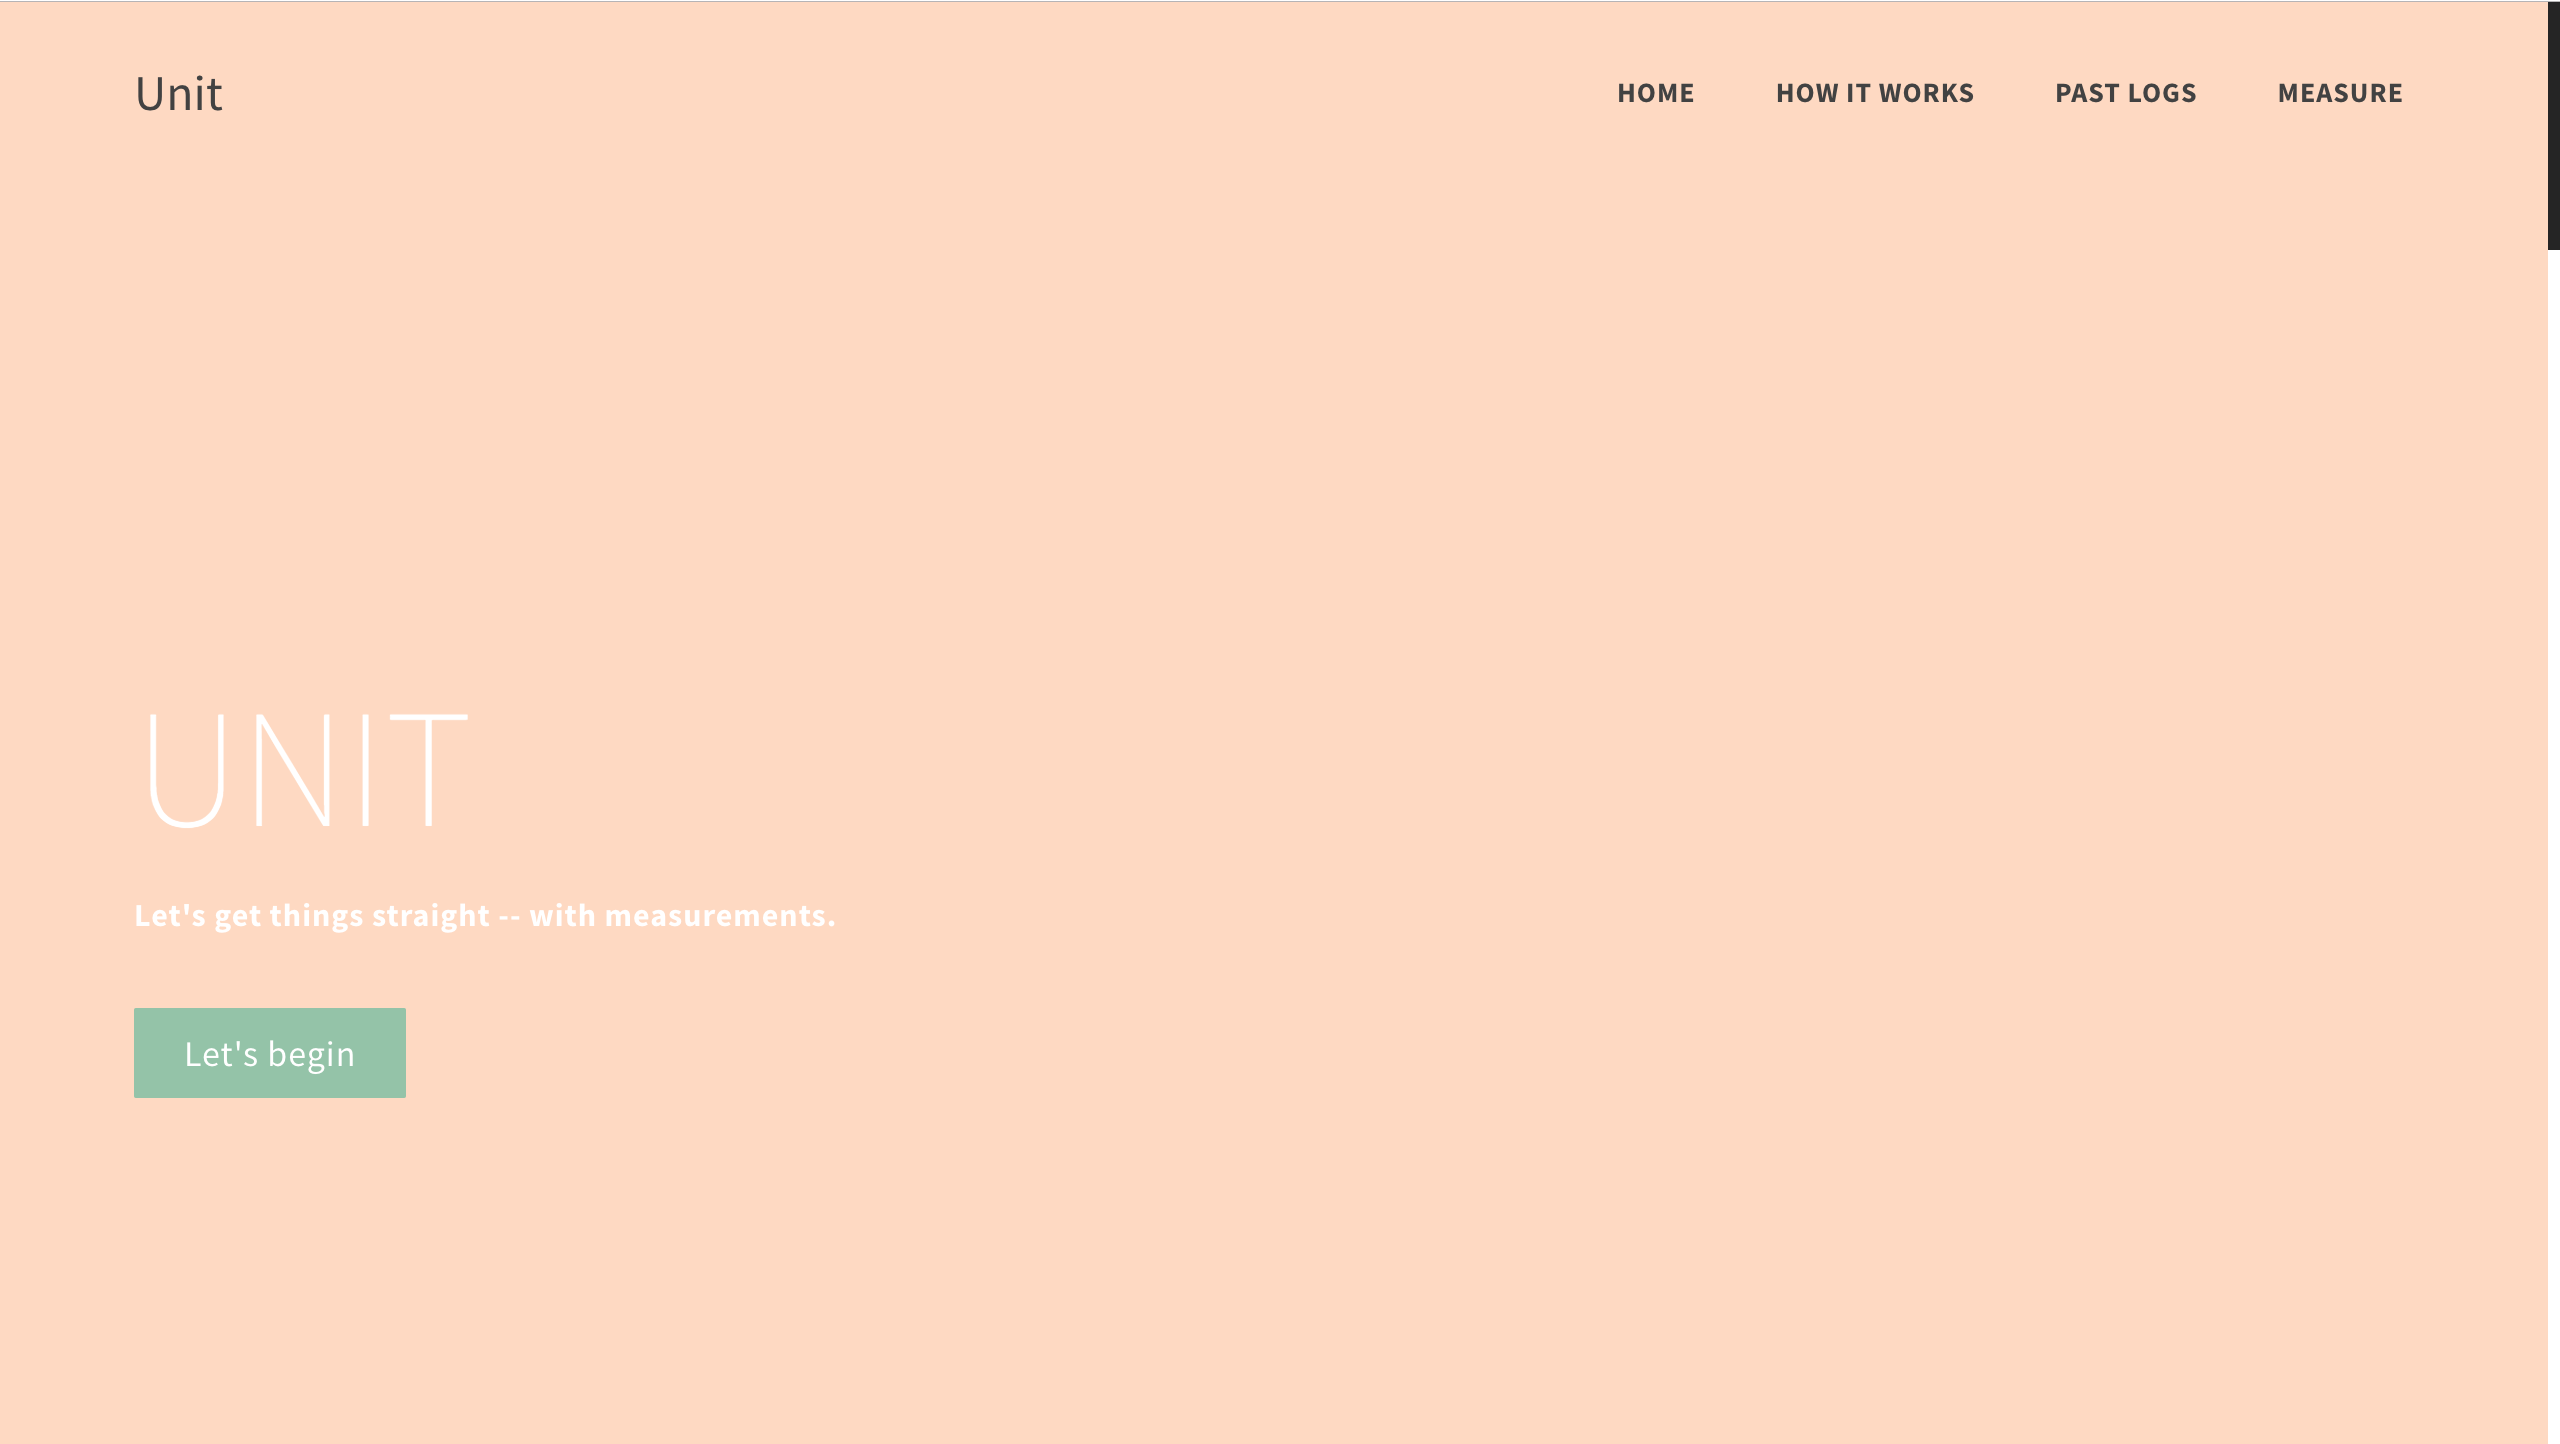 Unit
HOME HOW IT WORKS PAST LOGS MEASURE
UNIT
Let's get things straight -- with measurements.
Let's begin